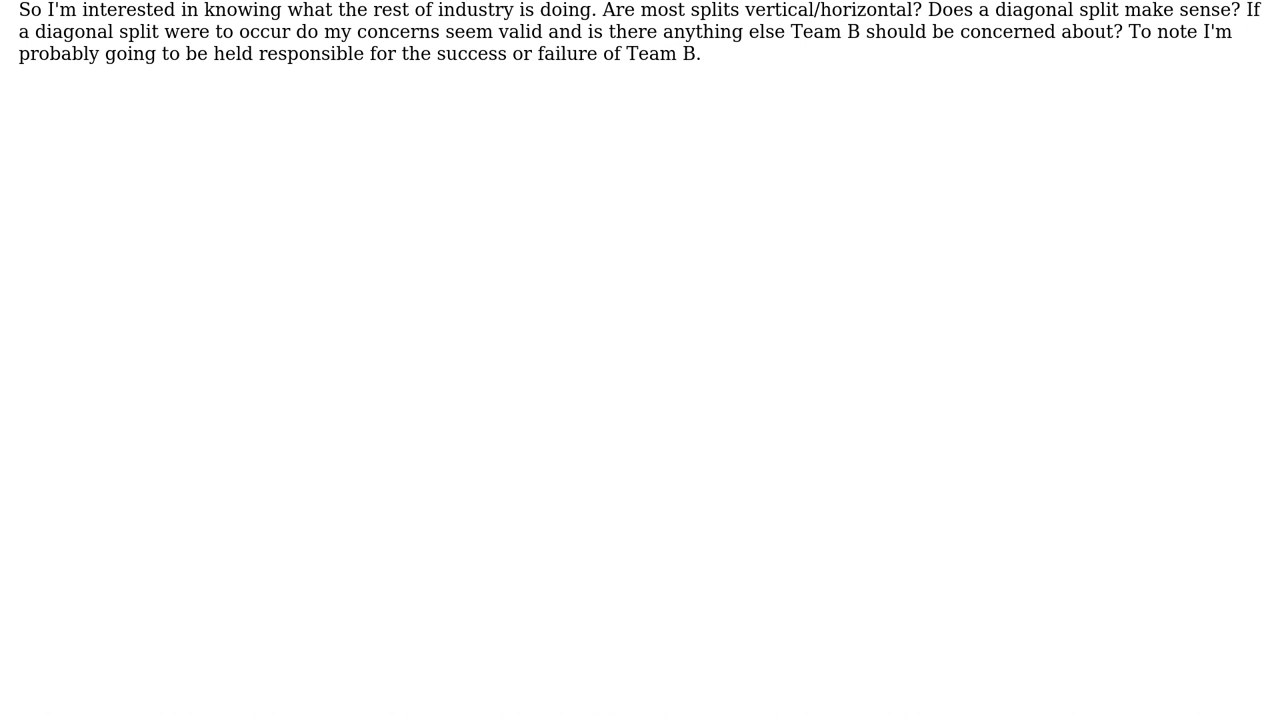 So I'm interested in knowing what the rest of industry is doing. Are most splits vertical/horizontal? Does a diagonal split make sense? If
a diagonal split were to occur do my concerns seem valid and is there anything else Team B should be concerned about? To note I'm
probably going to be held responsible for the success or failure of Team B.